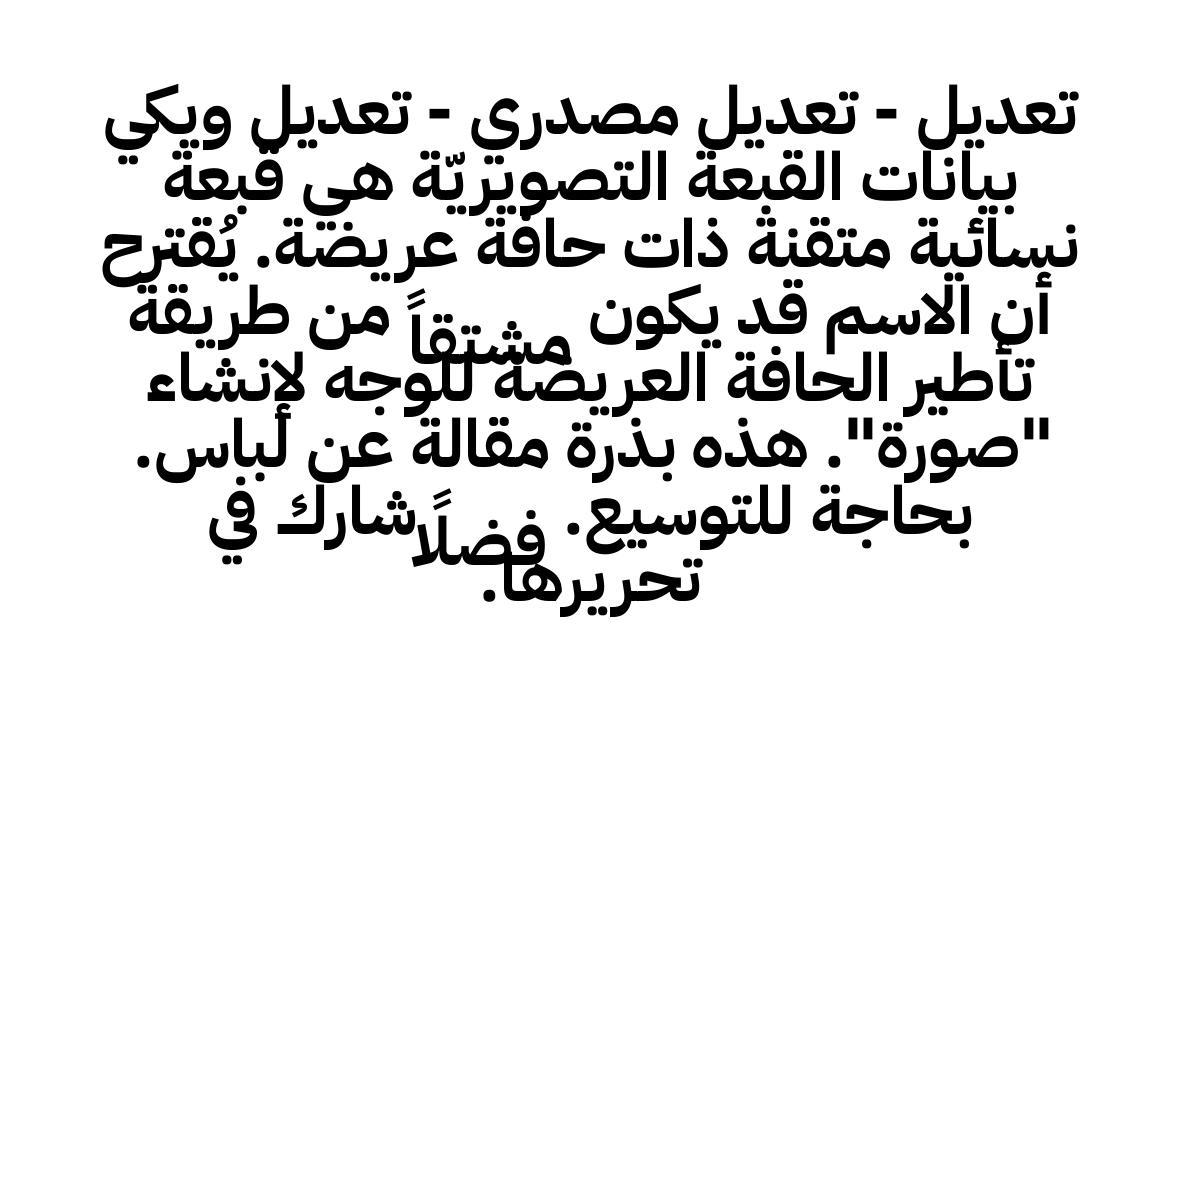 تعديل - تعديل مصدري - تعديل ويكي
بيانات القبعة التصويريّة هي قبعة
نسائية متقنة ذات حافة عريضة. يُقترح
أن الاسم قد يكون مشتقاً من طريقة
تأطير الحافة العريضة للوجه لإنشاء
"صورة". هذه بذرة مقالة عن لباس.
بحاجة للتوسيع. فضلًا شارك في
تحريرها.